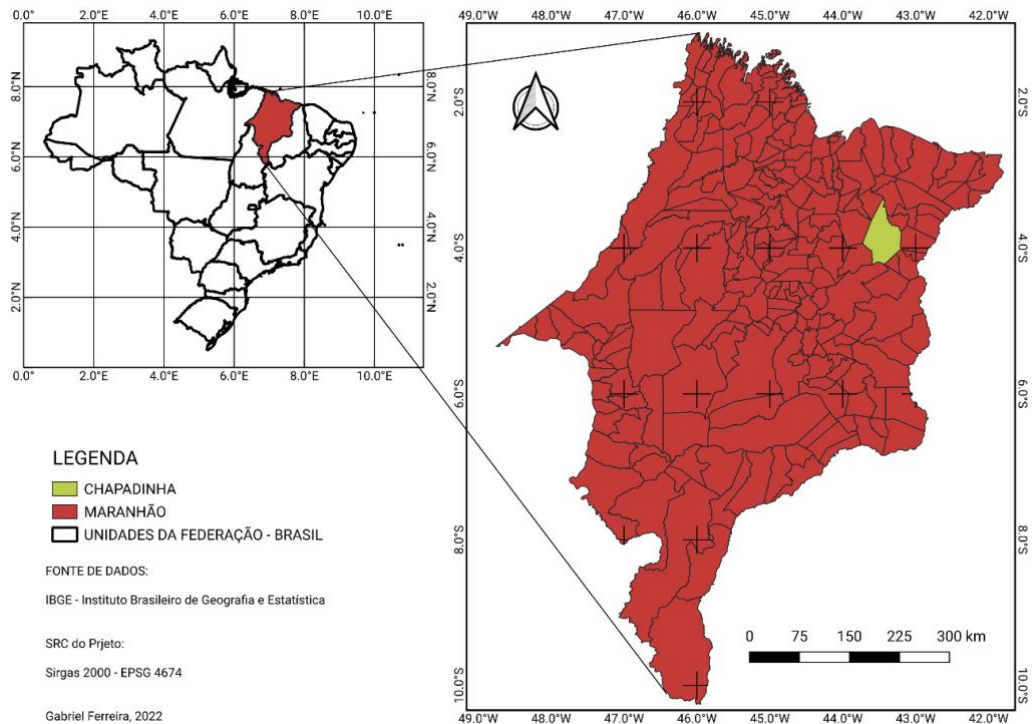 0.0° 2.0°E 4.0°E 6.0°E 8.0°E 10.0°E
8.0°N 8.0°N
6.0°N 6.0°N
4.0°N 4.0°N
2.0°N 2.0°N
0.0° 2.0°E 4.0°E 6.0°E 8.0°E 10.0°E
LEGENDA
CHAPADINHA
MARANHÃO
UNIDADES DA FEDERAÇÃO - BRASIL
FONTE DE DADOS:
IBGE - Instituto Brasileiro de Geografia e Estatística
SRC do Prjeto:
Sirgas 2000 - EPSG 4674
Gabriel Ferreira, 2022
49.0°W 48.0°W 47.0°W 46.0°W 45.0°W 44.0°W 43.0°W 42.0°W
2.0°S 2.0°S
4.0°S 4.0°S
6.0°S 6.0°S
8.0°S 8.0°S
0 75 150 225 300 km
10.0°S 10.0°S
49.0°W 48.0°W 47.0°W 46.0°W 45.0°W 44.0°W 43.0°W 42.0°W